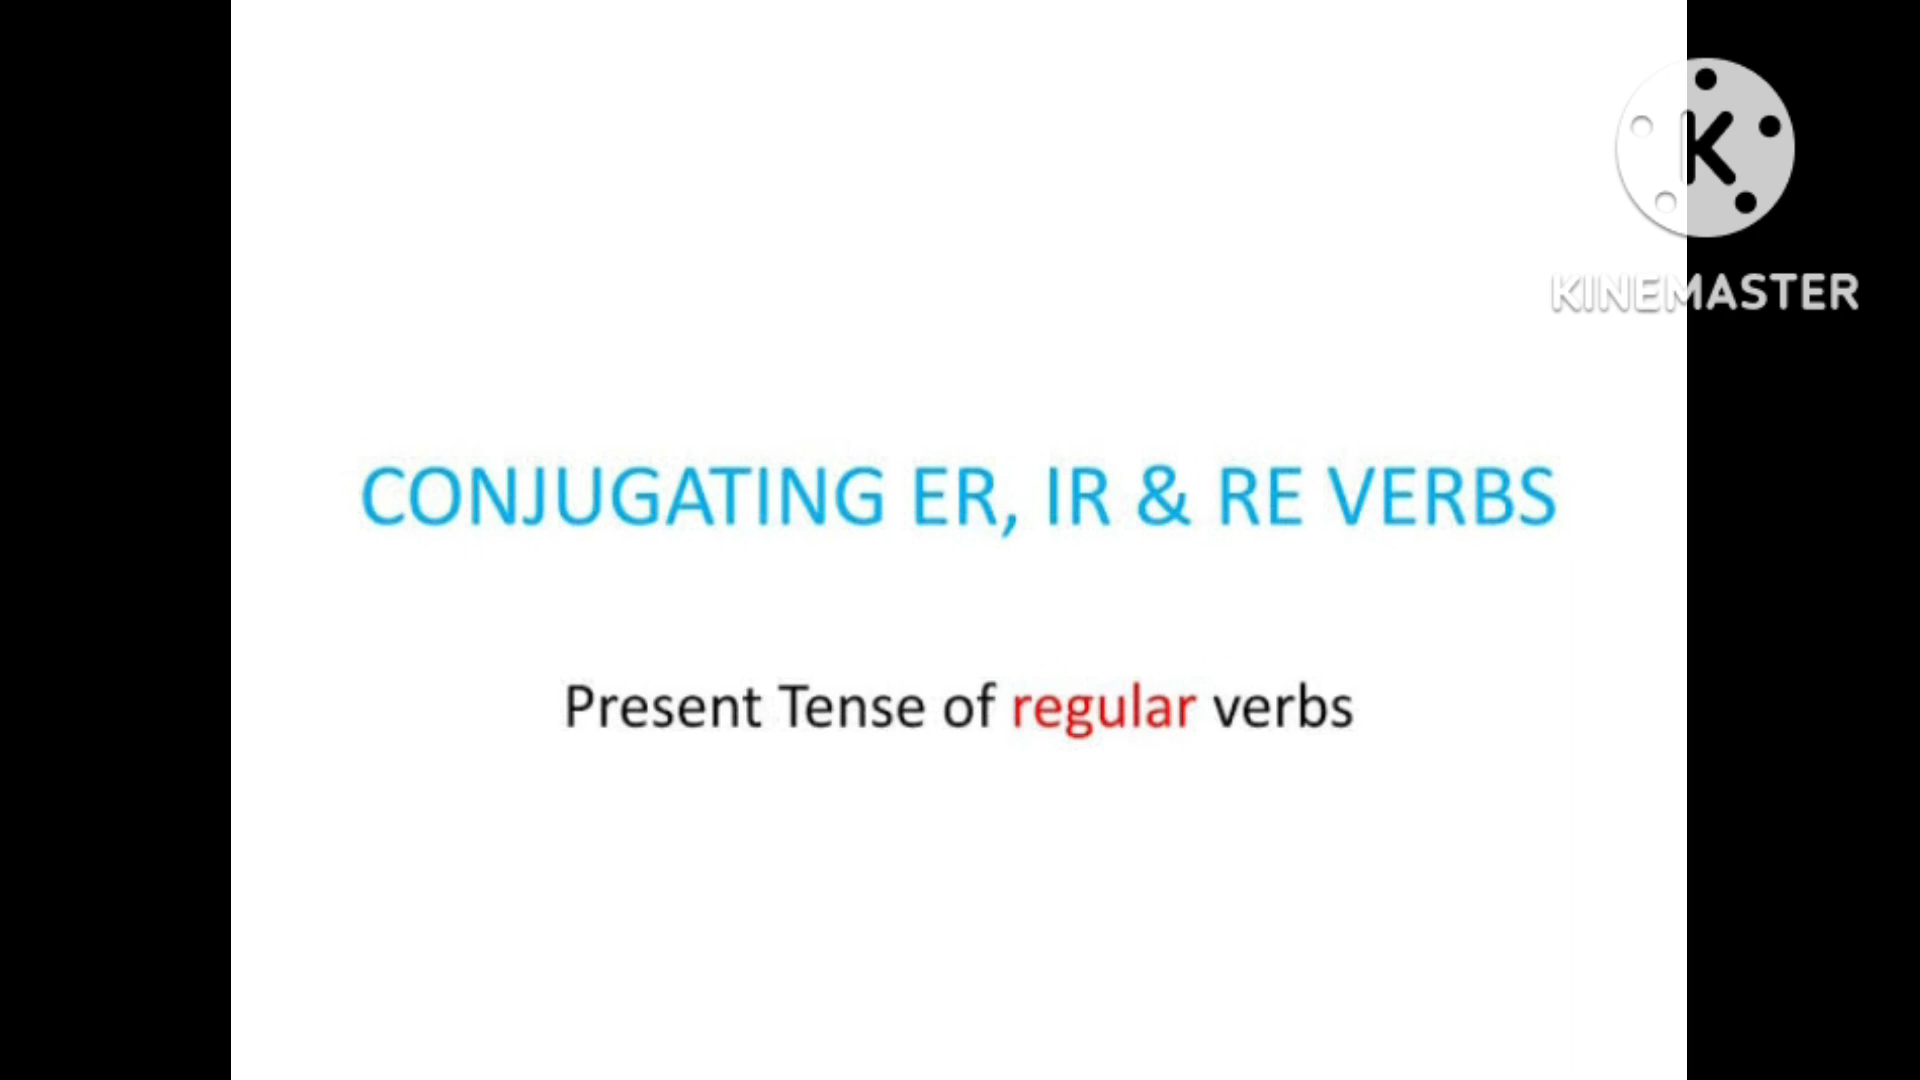 K
KINEMASTER
CONJUGATING ER, IR & RE VERBS
Present Tense of regular verbs